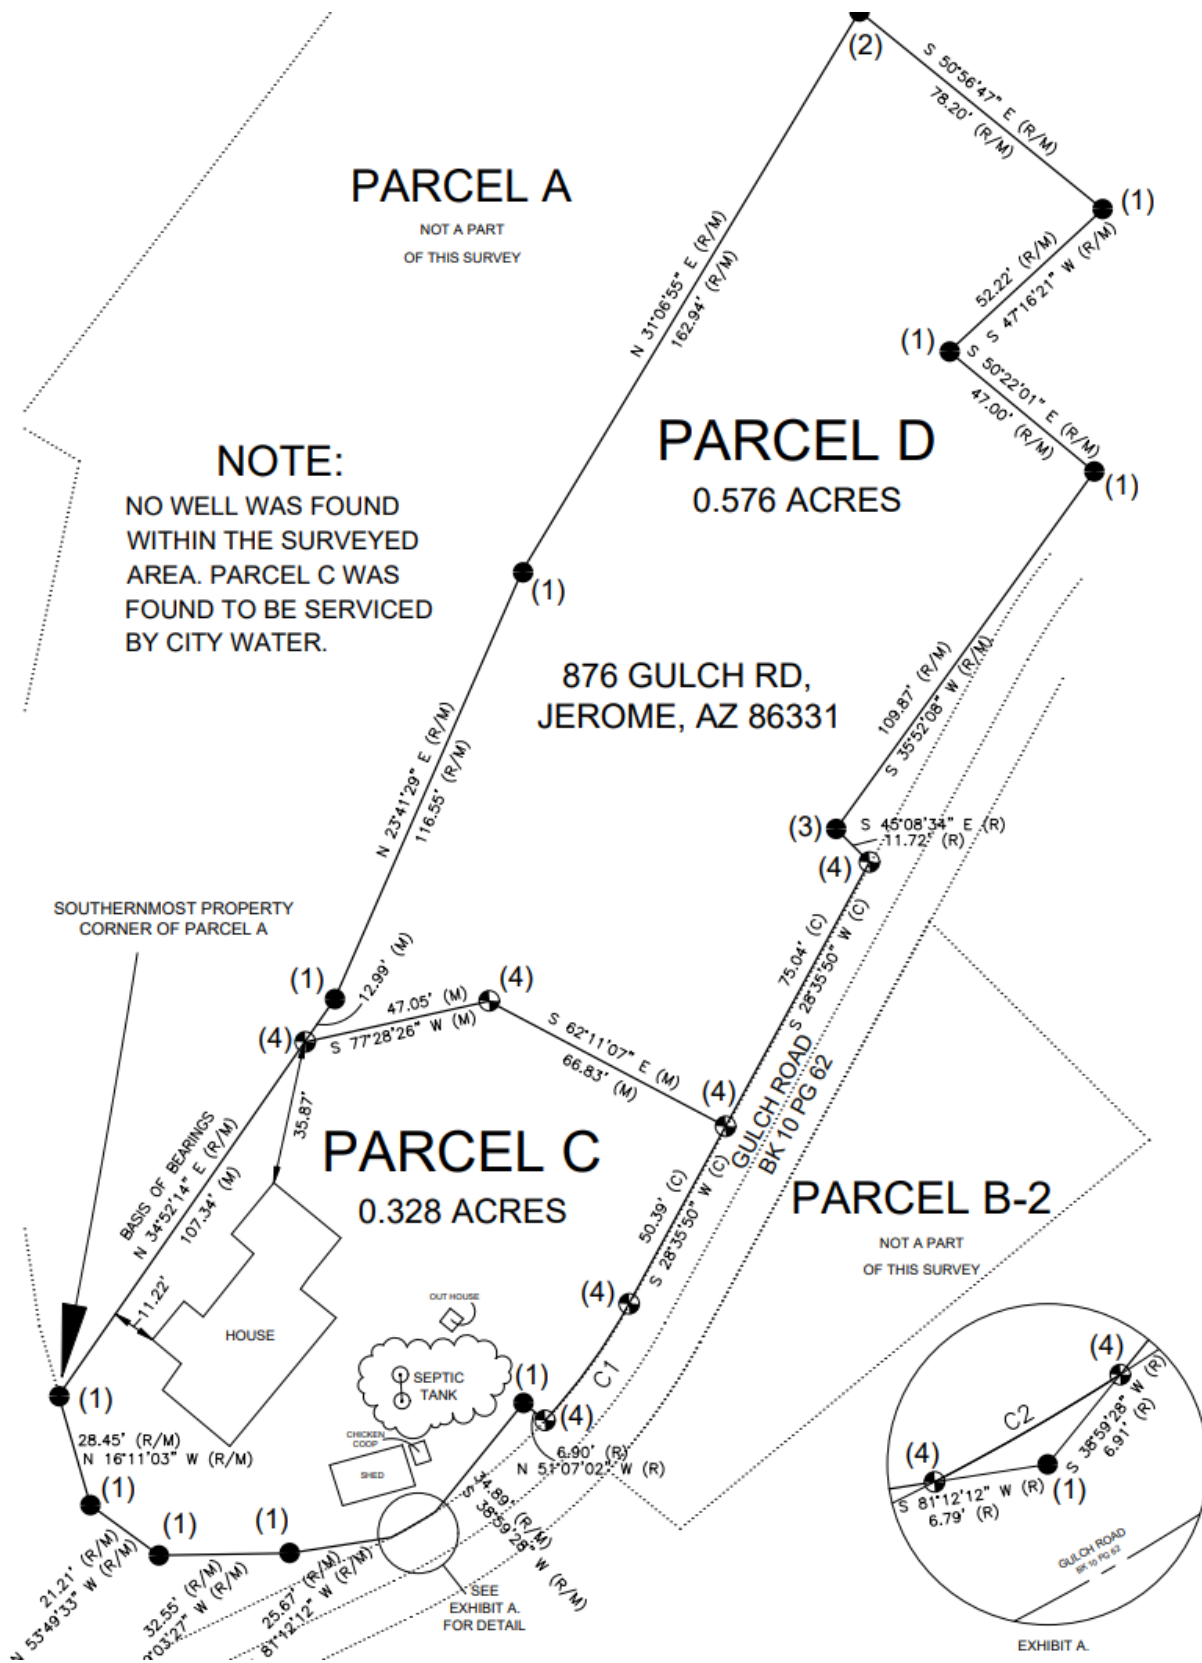 (2)
S 50°56'47" E (R/M)
78.20' (R/M)
PARCEL A
NOT A PART
OF THIS SURVEY
(1)
N 31°06'55" E (R/M)
162.94' (R/M)
52.22' (R/M)
S 47°16'21" W (R/M)
(1)
S 50°22'01" E (R/M)
47.00' (R/M)
(1)
PARCEL D
0.576 ACRES
NOTE:
NO WELL WAS FOUND
WITHIN THE SURVEYED
AREA. PARCEL C WAS
FOUND TO BE SERVICED
BY CITY WATER.
(1)
876 GULCH RD,
JEROME, AZ 86331
109.87' (R/M)
S 35°52'08" W (R/M)
N 23°41'29" E (R/M)
116.55' (R/M)
(3)
S 45°08'34" E (R)
11.72' (R)
(4)
SOUTHERNMOST PROPERTY
CORNER OF PARCEL A
75.04' (C)
S 28°35'50" W (C)
(1)
12.99' (M)
(4)
47.05' (M)
S 77°28'26" W (M)
(4)
S 62°11'07" E (M)
66.83' (M)
(4)
GULCH ROAD
BK 10 PG 62
35.87'
BASIS OF BEARINGS
N 34°52'14" E (R/M)
107.34' (M)
PARCEL C
0.328 ACRES
50.39' (C)
S 28°35'50" W (C)
PARCEL B-2
NOT A PART
OF THIS SURVEY
11.22'
HOUSE
OUT HOUSE
(4)
SEPTIC
TANK
C1
(1)
(1)
(4)
28.45' (R/M)
N 16°11'03" W (R/M)
CHICKEN
COOP
SHED
6.90' (R)
N 51°07'02" W (R)
34.89' (R/M)
S 38°59'28" W (R/M)
(1)
(1)
(1)
21.21' (R/M)
N 53°49'33" W (R/M)
32.55' (R/M)
°03'27" W (R/M)
25.67' (R/M)
81°12'12" W (R/M)
SEE
EXHIBIT A.
FOR DETAIL
(4)
C2
S 38°59'28" W (R)
6.91' (R)
(4)
S 81°12'12" W (R)
6.79' (R)
(1)
GULCH ROAD
BK 10 PG 62
EXHIBIT A.